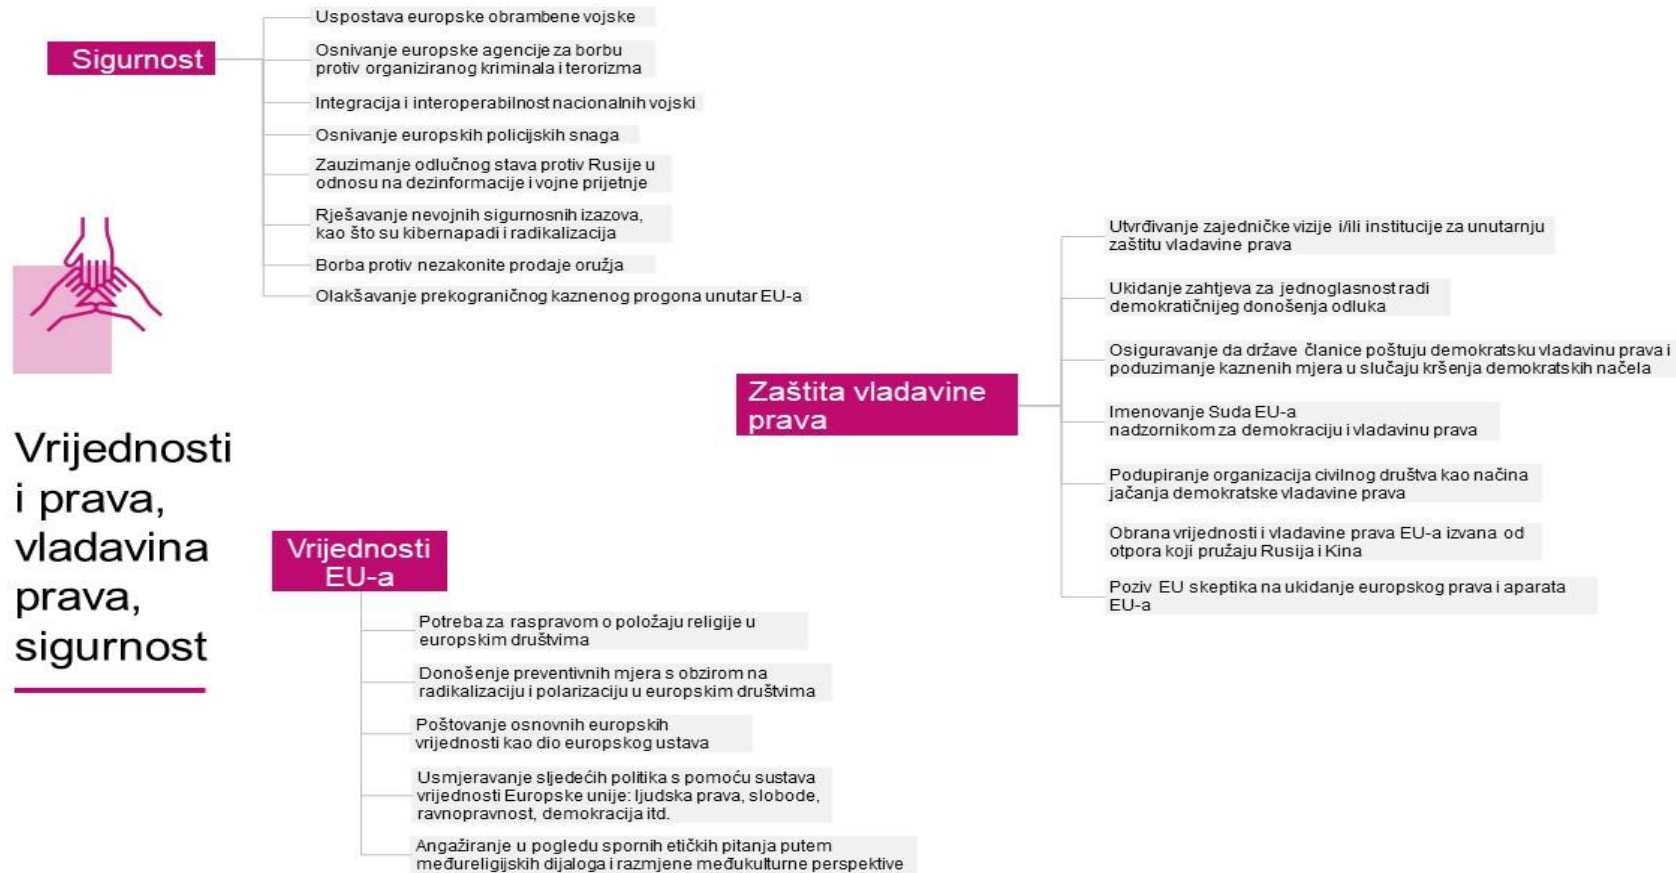 Sigurnost
Uspostava europske obrambene vojske
Osnivanje europske agencije za borbu
protiv organiziranog kriminala i terorizma
Integracija i interoperabilnost nacionalnih vojski
Osnivanje europskih policijskih snaga
Zauzimanje odlučnog stava protiv Rusije u
odnosu na dezinformacije i vojne prijetnje
Rješavanje nevojnih sigurnosnih izazova,
kao što su kibernapadi i radikalizacija
Borba protiv nezakonite prodaje oružja
Olakšavanje prekograničnog kaznenog progona unutar EU-a
Vrijednosti
i prava,
vladavina
prava,
sigurnost
Zaštita vladavine
prava
Utvrđivanje zajedničke vizije i/ili institucije za unutarnju
zaštitu vladavine prava
Ukidanje zahtjeva za jednoglasnost radi
demokratičnijeg donošenja odluka
Osiguravanje da države članice poštuju demokratsku vladavinu prava i
poduzimanje kaznenih mjera u slučaju kršenja demokratskih načela
Imenovanje Suda EU-a
nadzornikom za demokraciju i vladavinu prava
Podupiranje organizacija civilnog društva kao načina
jačanja demokratske vladavine prava
Obrana vrijednosti i vladavine prava EU-a izvana od
otpora koji pružaju Rusija i Kina
Poziv EU skeptika na ukidanje europskog prava i aparata
EU-a
Vrijednosti
EU-a
Potreba za raspravom o položaju religije u
europskim društvima
Donošenje preventivnih mjera s obzirom na
radikalizaciju i polarizaciju u europskim društvima
Poštovanje osnovnih europskih
vrijednosti kao dio europskog ustava
Usmjeravanje sljedećih politika s pomoću sustava
vrijednosti Europske unije: ljudska prava, slobode,
ravnopravnost, demokracija itd.
Angažiranje u pogledu spornih etičkih pitanja putem
međureligijskih dijaloga i razmjene međukulturne perspektive